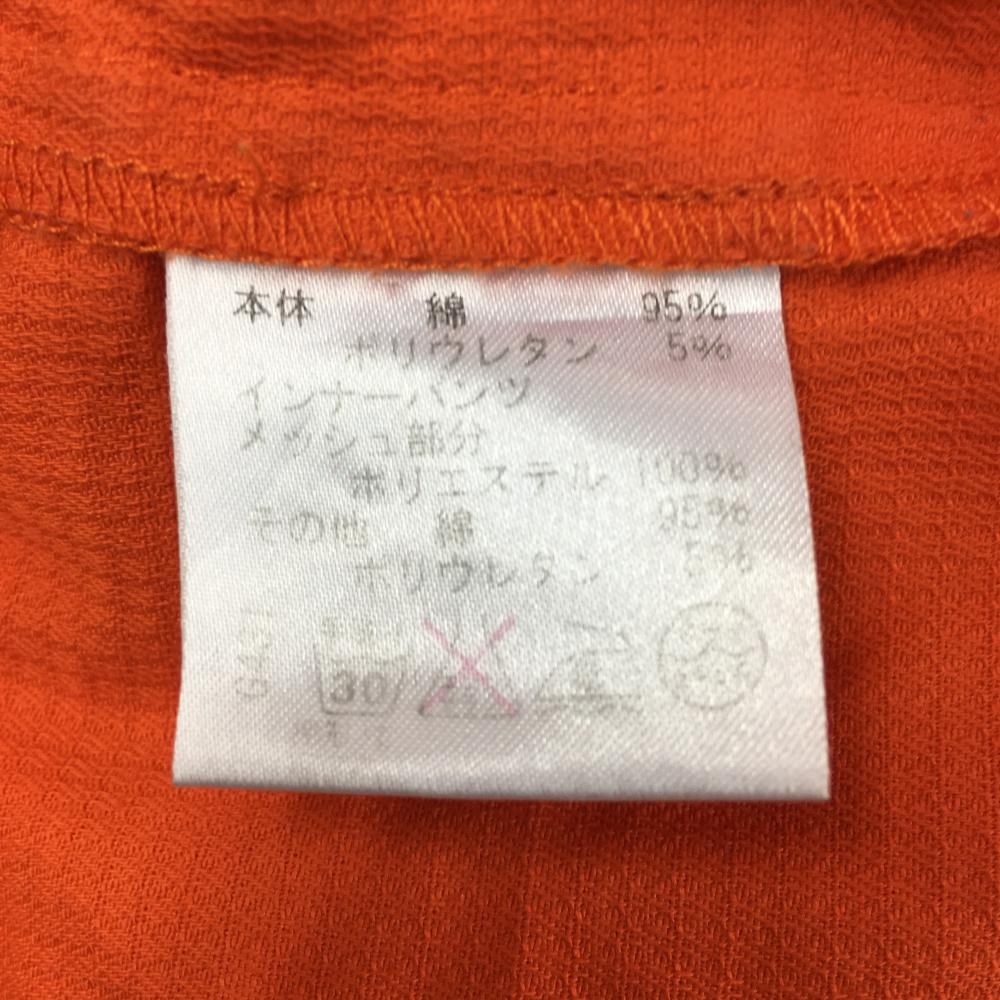 本体 綿 95%
ポリウレタン 5%
インナーパンツ
メッシュ部分
ポリエステル 100%
その他 綿 95%
ポリウレタン 5%
30